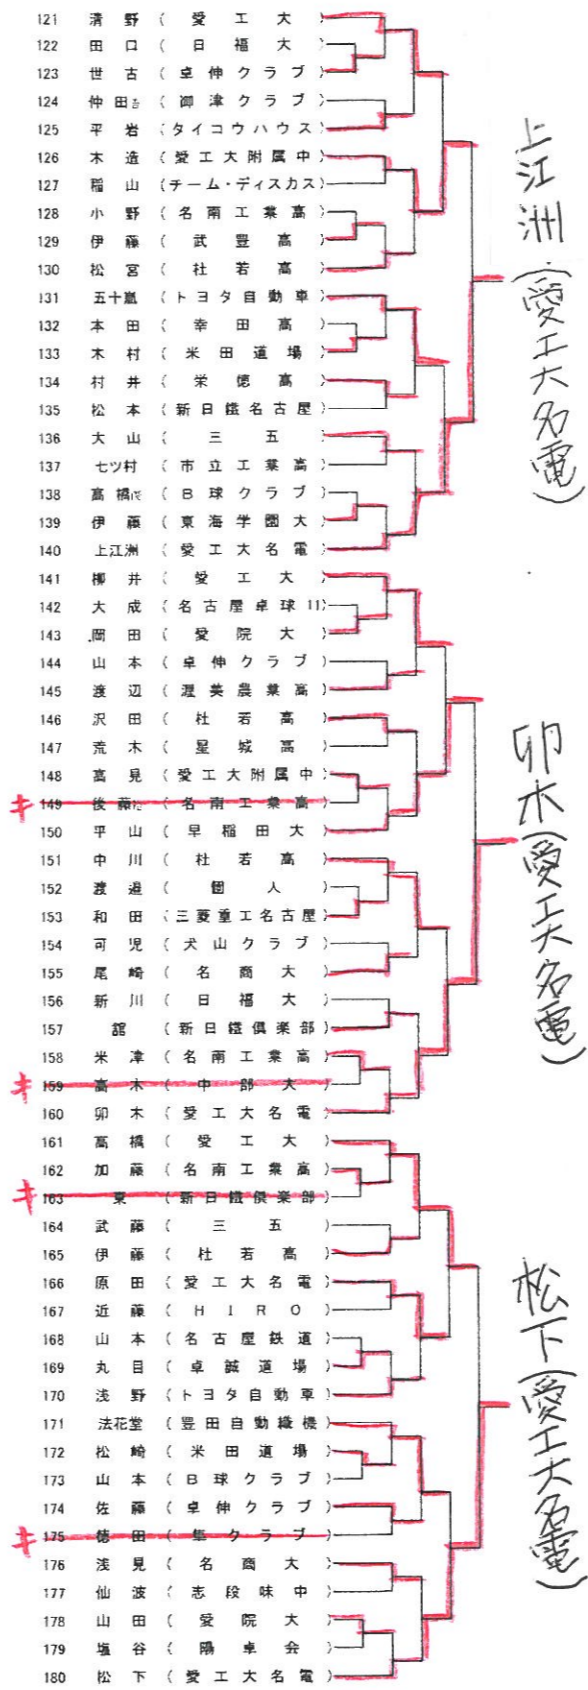 121 清野 ( 愛工大 )
122 田口 ( 日福大 )
123 世古 ( 卓伸クラブ )
124 仲田 ( 御津クラブ )
125 平岩 ( タイコウハウス )
126 木造 ( 愛工大附属中 )
127 稲山 ( チーム・ディスカス )
128 小野 ( 名南工業高 )
129 伊藤 ( 武豊高 )
130 松宮 ( 杜若高 )
131 五十嵐 ( トヨタ自動車 )
132 本田 ( 幸田高 )
133 木村 ( 米田道場 )
134 村井 ( 栄徳高 )
135 松本 ( 新日鐵名古屋 )
136 大山 ( 三五 )
137 七ツ村 ( 市立工業高 )
138 高橋 ( B球クラブ )
139 伊藤 ( 東海学園大 )
140 上江洲 ( 愛工大名電 )
上江洲(愛工大名電)
141 柳井 ( 愛工大 )
142 大成 ( 名古屋卓球11 )
143 岡田 ( 愛院大 )
144 山本 ( 卓伸クラブ )
145 渡辺 ( 渥美農業高 )
146 沢田 ( 杜若高 )
147 荒木 ( 星城高 )
148 高見 ( 愛工大附属中 )
キ 149 後藤 ( 名南工業高 )
150 平山 ( 早稲田大 )
151 中川 ( 杜若高 )
152 渡邉 ( 個人 )
153 和田 ( 三菱重工名古屋 )
154 可児 ( 犬山クラブ )
155 尾崎 ( 名商大 )
156 新川 ( 日福大 )
157 舘 ( 新日鐵倶楽部 )
158 米津 ( 名南工業高 )
キ 159 高木 ( 中部大 )
160 卯木 ( 愛工大名電 )
卯木(愛工大名電)
161 高橋 ( 愛工大 )
162 加藤 ( 名南工業高 )
キ 163 東 ( 新日鐵倶楽部 )
164 武藤 ( 三五 )
165 伊藤 ( 杜若高 )
166 原田 ( 愛工大名電 )
167 近藤 ( HIRO )
168 山本 ( 名古屋鉄道 )
169 丸目 ( 卓誠道場 )
170 浅野 ( トヨタ自動車 )
171 法花堂 ( 豊田自動織機 )
172 松崎 ( 米田道場 )
173 山本 ( B球クラブ )
174 佐藤 ( 卓伸クラブ )
キ 175 徳田 ( 隼クラブ )
176 浅見 ( 名商大 )
177 仙波 ( 志段味中 )
178 山田 ( 愛院大 )
179 塩谷 ( 陽卓会 )
180 松下 ( 愛工大名電 )
松下(愛工大名電)